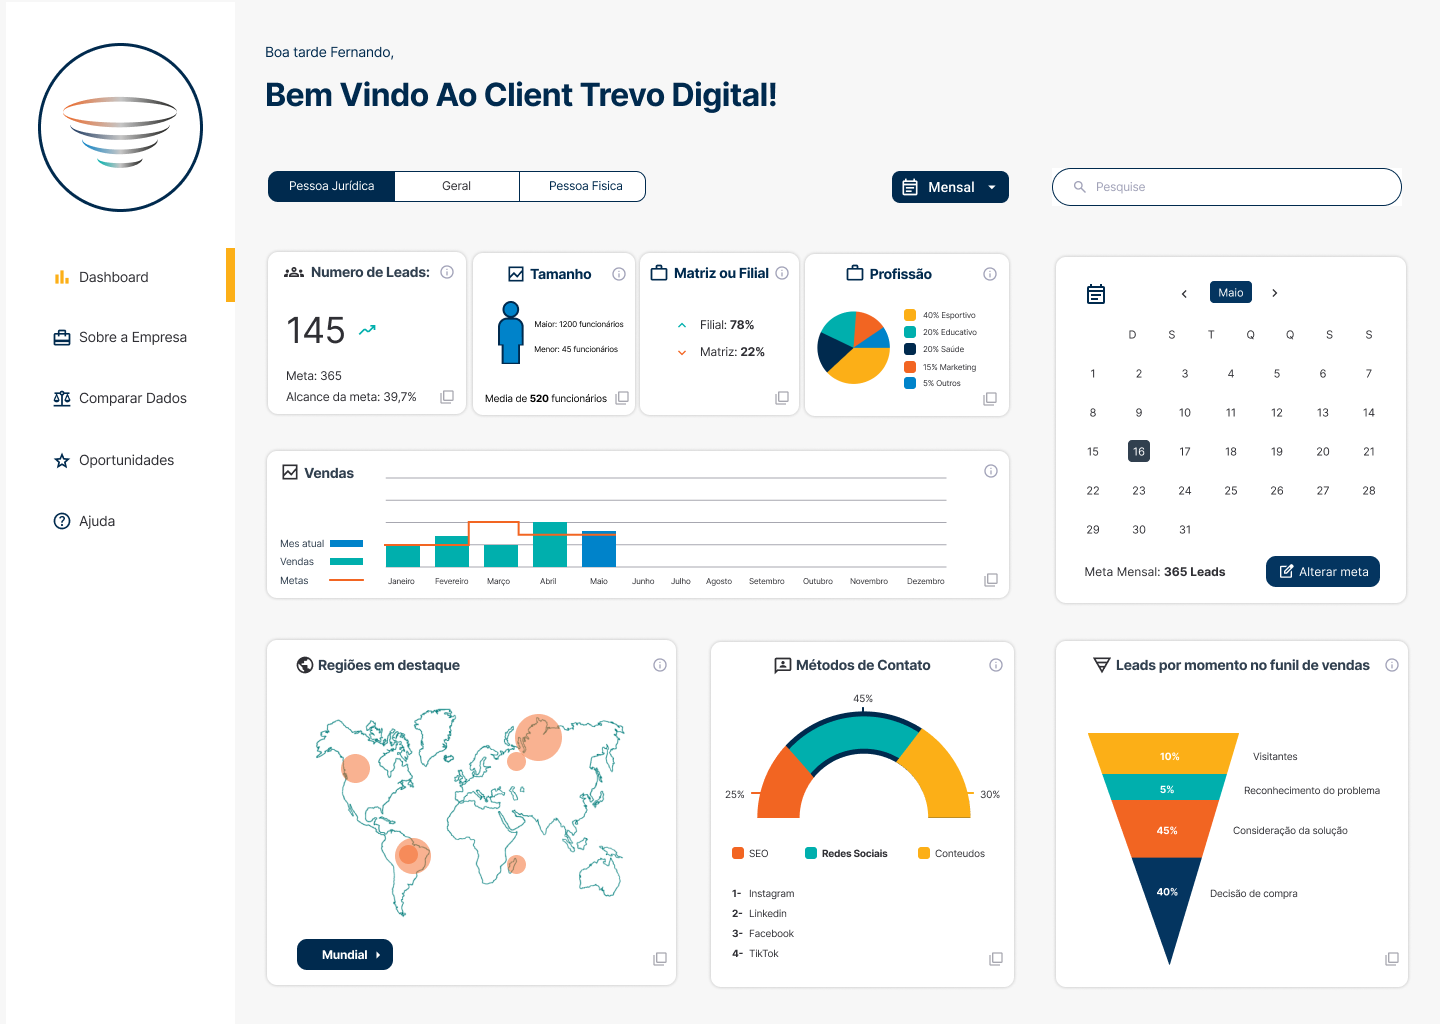 Boa tarde Fernando,
Bem Vindo Ao Client Trevo Digital!
Pessoa Jurídica
Geral
Pessoa Fisica
Mensal
Pesquise
Dashboard
Sobre a Empresa
Comparar Dados
Oportunidades
Ajuda
Numero de Leads:
145
Meta: 365
Alcance da meta: 39,7%
Tamanho
Maior: 1200 funcionários
Menor: 45 funcionários
Media de 520 funcionários
Matriz ou Filial
Filial: 78%
Matriz: 22%
Profissão
40% Esportivo
20% Educativo
20% Saúde
15% Marketing
5% Outros
Maio
D S T Q Q S S
1 2 3 4 5 6 7
8 9 10 11 12 13 14
15 16 17 18 19 20 21
22 23 24 25 26 27 28
29 30 31
Meta Mensal: 365 Leads
Alterar meta
Vendas
Mes atual
Vendas
Metas
Janeiro Fevereiro Março Abril Maio Junho Julho Agosto Setembro Outubro Novembro Dezembro
Regiões em destaque
Mundial
Métodos de Contato
45%
25%
30%
SEO
Redes Sociais
Conteudos
1- Instagram
2- Linkedin
3- Facebook
4- TikTok
Leads por momento no funil de vendas
10% Visitantes
5% Reconhecimento do problema
45% Consideração da solução
40% Decisão de compra